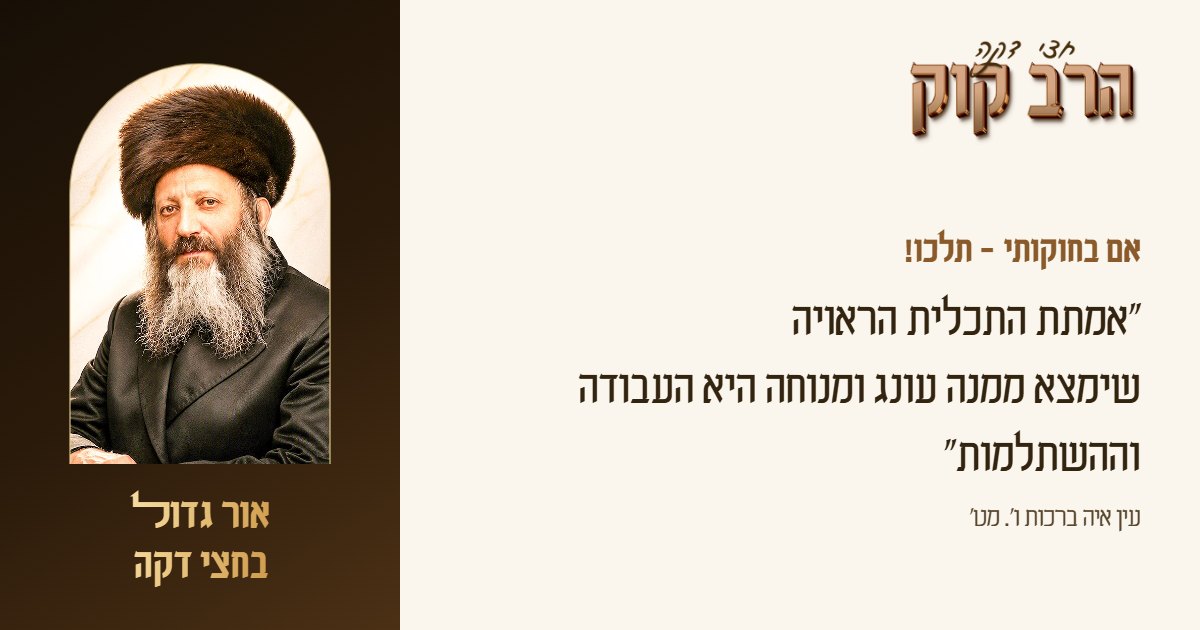 חצי דקה
הרב קוק
אם בחוקותי - תלכו!
"אמתת התכלית הראויה
שימצא ממנה עונג ומנוחה היא העבודה
וההשתלמות"
עין איה ברכות ו'. מט'
אור גדול
בחצי דקה